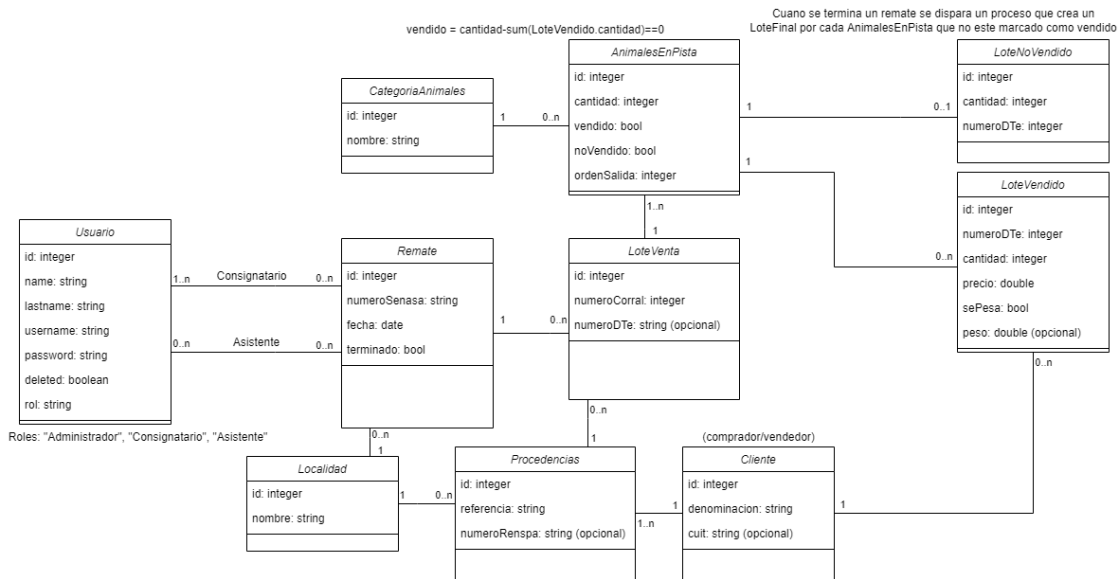 Cuano se termina un remate se dispara un proceso que crea un
LoteFinal por cada AnimalesEnPista que no este marcado como vendido
vendido = cantidad-sum(LoteVendido.cantidad)==0
AnimalesEnPista
id: integer
cantidad: integer
vendido: bool
noVendido: bool
ordenSalida: integer
LoteNoVendido
id: integer
cantidad: integer
numeroDTe: integer
CategoriaAnimales
id: integer
nombre: string
1
0..n
1
0..1
1
0..n
LoteVendido
id: integer
numeroDTe: integer
cantidad: integer
precio: double
sePesa: bool
peso: double (opcional)
1..n
1
Usuario
id: integer
name: string
lastname: string
username: string
password: string
deleted: boolean
rol: string
Roles: "Administrador", "Consignatario", "Asistente"
1..n
Consignatario
0..n
0..n
Asistente
0..n
Remate
id: integer
numeroSenasa: string
fecha: date
terminado: bool
1
0..n
LoteVenta
id: integer
numeroCorral: integer
numeroDTe: string (opcional)
0..n
0..n
1
0..n
1
(comprador/vendedor)
Localidad
id: integer
nombre: string
1
0..n
Procedencias
id: integer
referencia: string
numeroRenspa: string (opcional)
1
1..n
Cliente
id: integer
denominacion: string
cuit: string (opcional)
1